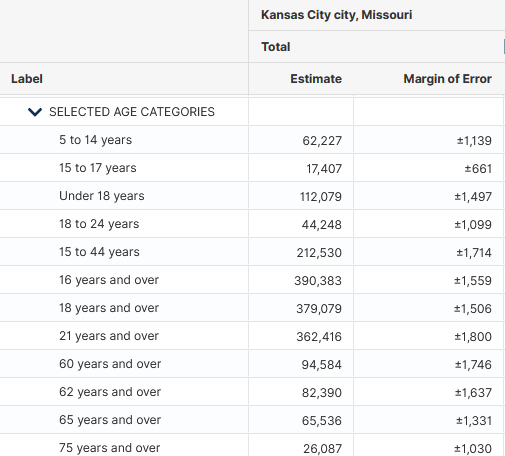 Kansas City city, Missouri
Total
Label Estimate Margin of Error
SELECTED AGE CATEGORIES
5 to 14 years 62,227 ±1,139
15 to 17 years 17,407 ±661
Under 18 years 112,079 ±1,497
18 to 24 years 44,248 ±1,099
15 to 44 years 212,530 ±1,714
16 years and over 390,383 ±1,559
18 years and over 379,079 ±1,506
21 years and over 362,416 ±1,800
60 years and over 94,584 ±1,746
62 years and over 82,390 ±1,637
65 years and over 65,536 ±1,331
75 years and over 26,087 ±1,030